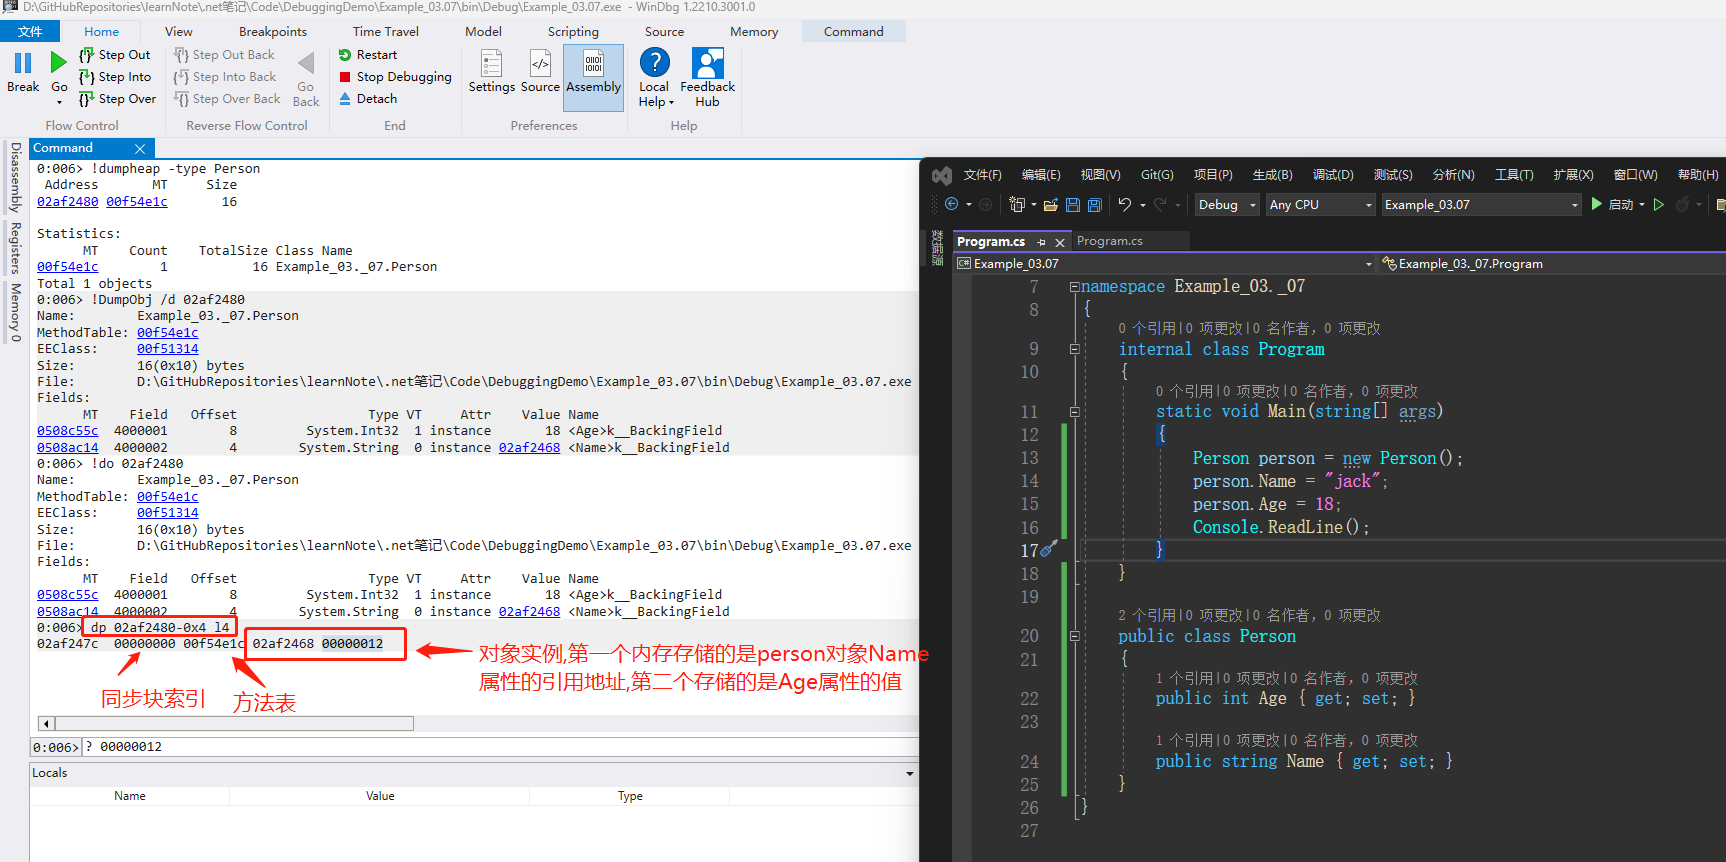 D:\GitHubRepositories\learnNote\.net笔记\Code\DebuggingDemo\Example_03.07\bin\Debug\Example_03.07.exe - WinDbg 1.2210.3001.0
文件 Home View Breakpoints Time Travel Model Scripting Source Memory Command
Break
Go
Step Out
Step Into
Step Over
Flow Control
Step Out Back
Step Into Back
Step Over Back
Go Back
Reverse Flow Control
Restart
Stop Debugging
Detach
End
Settings Source Assembly
Preferences
Local Help
Feedback Hub
Help
Disassembly
Registers
Memory 0
Command
0:006> !dumpheap -type Person
Address MT Size
02af2480 00f54e1c 16
Statistics:
MT Count TotalSize Class Name
00f54e1c 1 16 Example_03._07.Person
Total 1 objects
0:006> !DumpObj /d 02af2480
Name: Example_03._07.Person
MethodTable: 00f54e1c
EEClass: 00f51314
Size: 16(0x10) bytes
File: D:\GitHubRepositories\learnNote\.net笔记\Code\DebuggingDemo\Example_03.07\bin\Debug\Example_03.07.exe
Fields:
MT Field Offset Type VT Attr Value Name
0508c55c 4000001 8 System.Int32 1 instance 18 <Age>k__BackingField
0508ac14 4000002 4 System.String 0 instance 02af2468 <Name>k__BackingField
0:006> !do 02af2480
Name: Example_03._07.Person
MethodTable: 00f54e1c
EEClass: 00f51314
Size: 16(0x10) bytes
File: D:\GitHubRepositories\learnNote\.net笔记\Code\DebuggingDemo\Example_03.07\bin\Debug\Example_03.07.exe
Fields:
MT Field Offset Type VT Attr Value Name
0508c55c 4000001 8 System.Int32 1 instance 18 <Age>k__BackingField
0508ac14 4000002 4 System.String 0 instance 02af2468 <Name>k__BackingField
0:006> dp 02af2480-0x4 l4
02af247c 00000000 00f54e1c 02af2468 00000012
对象实例,第一个内存存储的是person对象Name
属性的引用地址,第二个存储的是Age属性的值
同步块索引
方法表
0:006> ? 00000012
Locals
Name Value Type
文件(F) 编辑(E) 视图(V) Git(G) 项目(P) 生成(B) 调试(D) 测试(S) 分析(N) 工具(T) 扩展(X) 窗口(W) 帮助(H)
Debug Any CPU Example_03.07 启动
数据源
Program.cs Program.cs
C# Example_03.07 Example_03._07.Program
7 namespace Example_03._07
8 {
0 个引用|0 项更改|0 名作者, 0 项更改
9 internal class Program
10 {
0 个引用|0 项更改|0 名作者, 0 项更改
11 static void Main(string[] args)
12 {
13 Person person = new Person();
14 person.Name = "jack";
15 person.Age = 18;
16 Console.ReadLine();
17 }
18 }
19
2 个引用|0 项更改|0 名作者, 0 项更改
20 public class Person
21 {
1 个引用|0 项更改|0 名作者, 0 项更改
22 public int Age { get; set; }
23
1 个引用|0 项更改|0 名作者, 0 项更改
24 public string Name { get; set; }
25 }
26 }
27